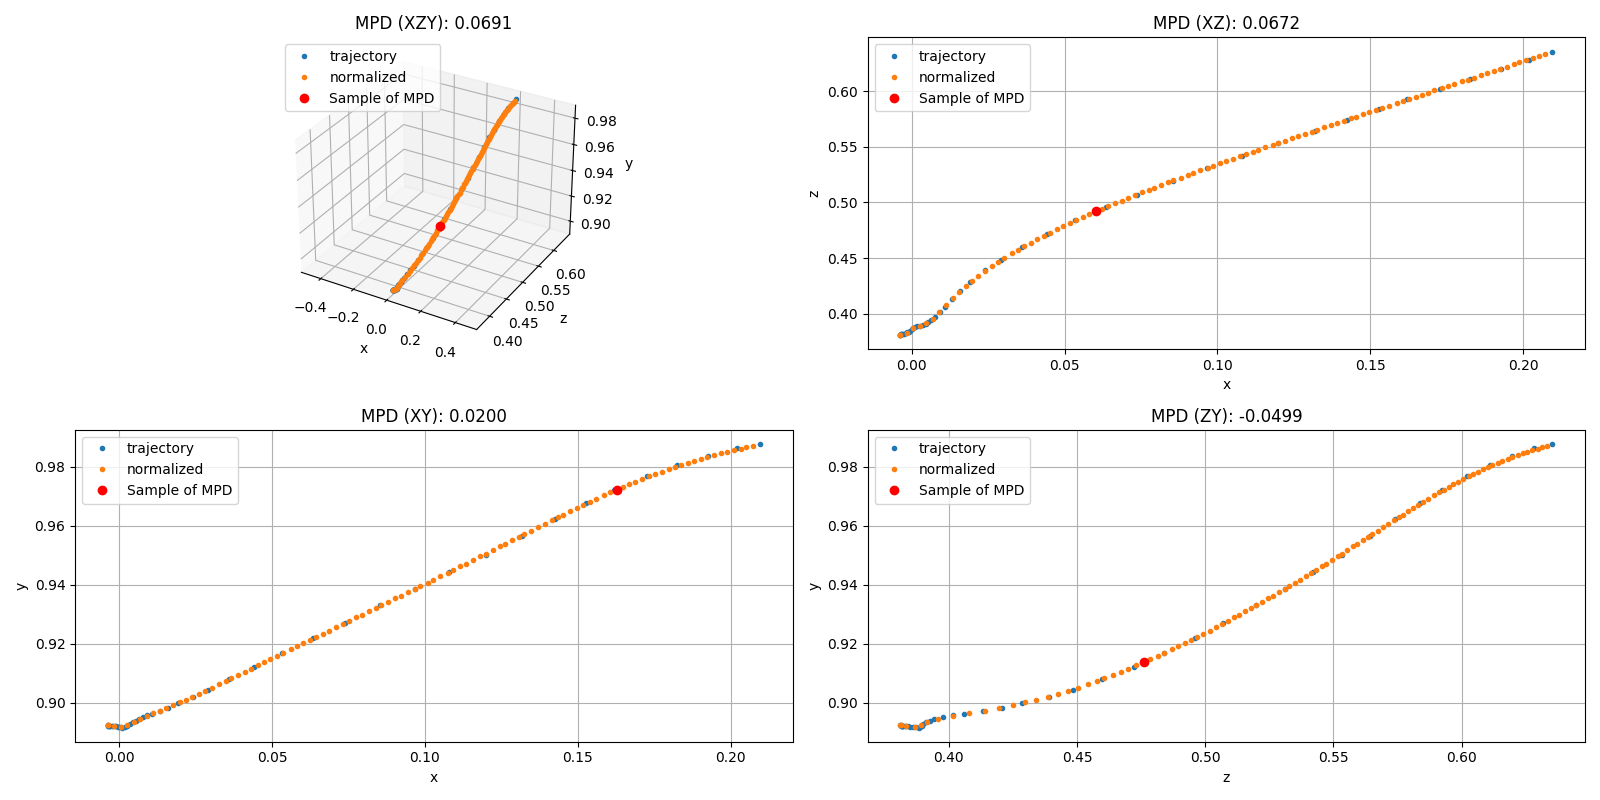 MPD (XZY): 0.0691
trajectory
normalized
Sample of MPD
0.98
0.96
0.94
0.92
0.90
y
0.60
0.55
0.50
0.45
0.40
z
−0.4
−0.2
0.0
0.2
0.4
x
MPD (XZ): 0.0672
trajectory
normalized
Sample of MPD
0.60
0.55
0.50
0.45
0.40
z
0.00 0.05 0.10 0.15 0.20
x
MPD (XY): 0.0200
trajectory
normalized
Sample of MPD
0.98
0.96
0.94
0.92
0.90
y
0.00 0.05 0.10 0.15 0.20
x
MPD (ZY): -0.0499
trajectory
normalized
Sample of MPD
0.98
0.96
0.94
0.92
0.90
y
0.40 0.45 0.50 0.55 0.60
z